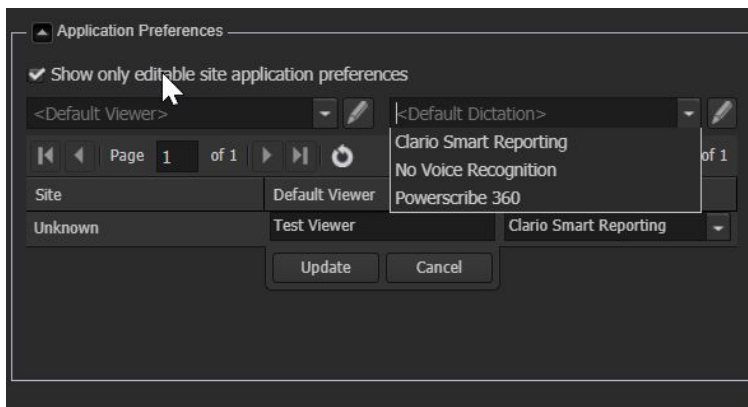 Application Preferences
Show only editable site application preferences
<Default Viewer> <Default Dictation>
Clario Smart Reporting
No Voice Recognition
Powerscribe 360
Page 1 of 1 of 1
Site Default Viewer
Unknown Test Viewer Clario Smart Reporting
Update Cancel